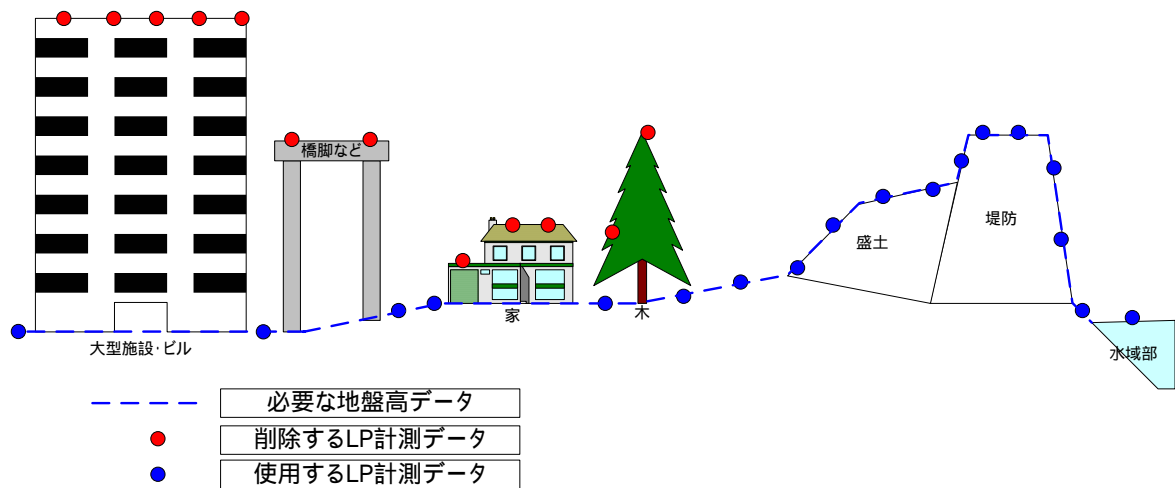 橋脚など
堤防
盛土
家
木
大型施設・ビル
水域部
必要な地盤高データ
削除するLP計測データ
使用するLP計測データ